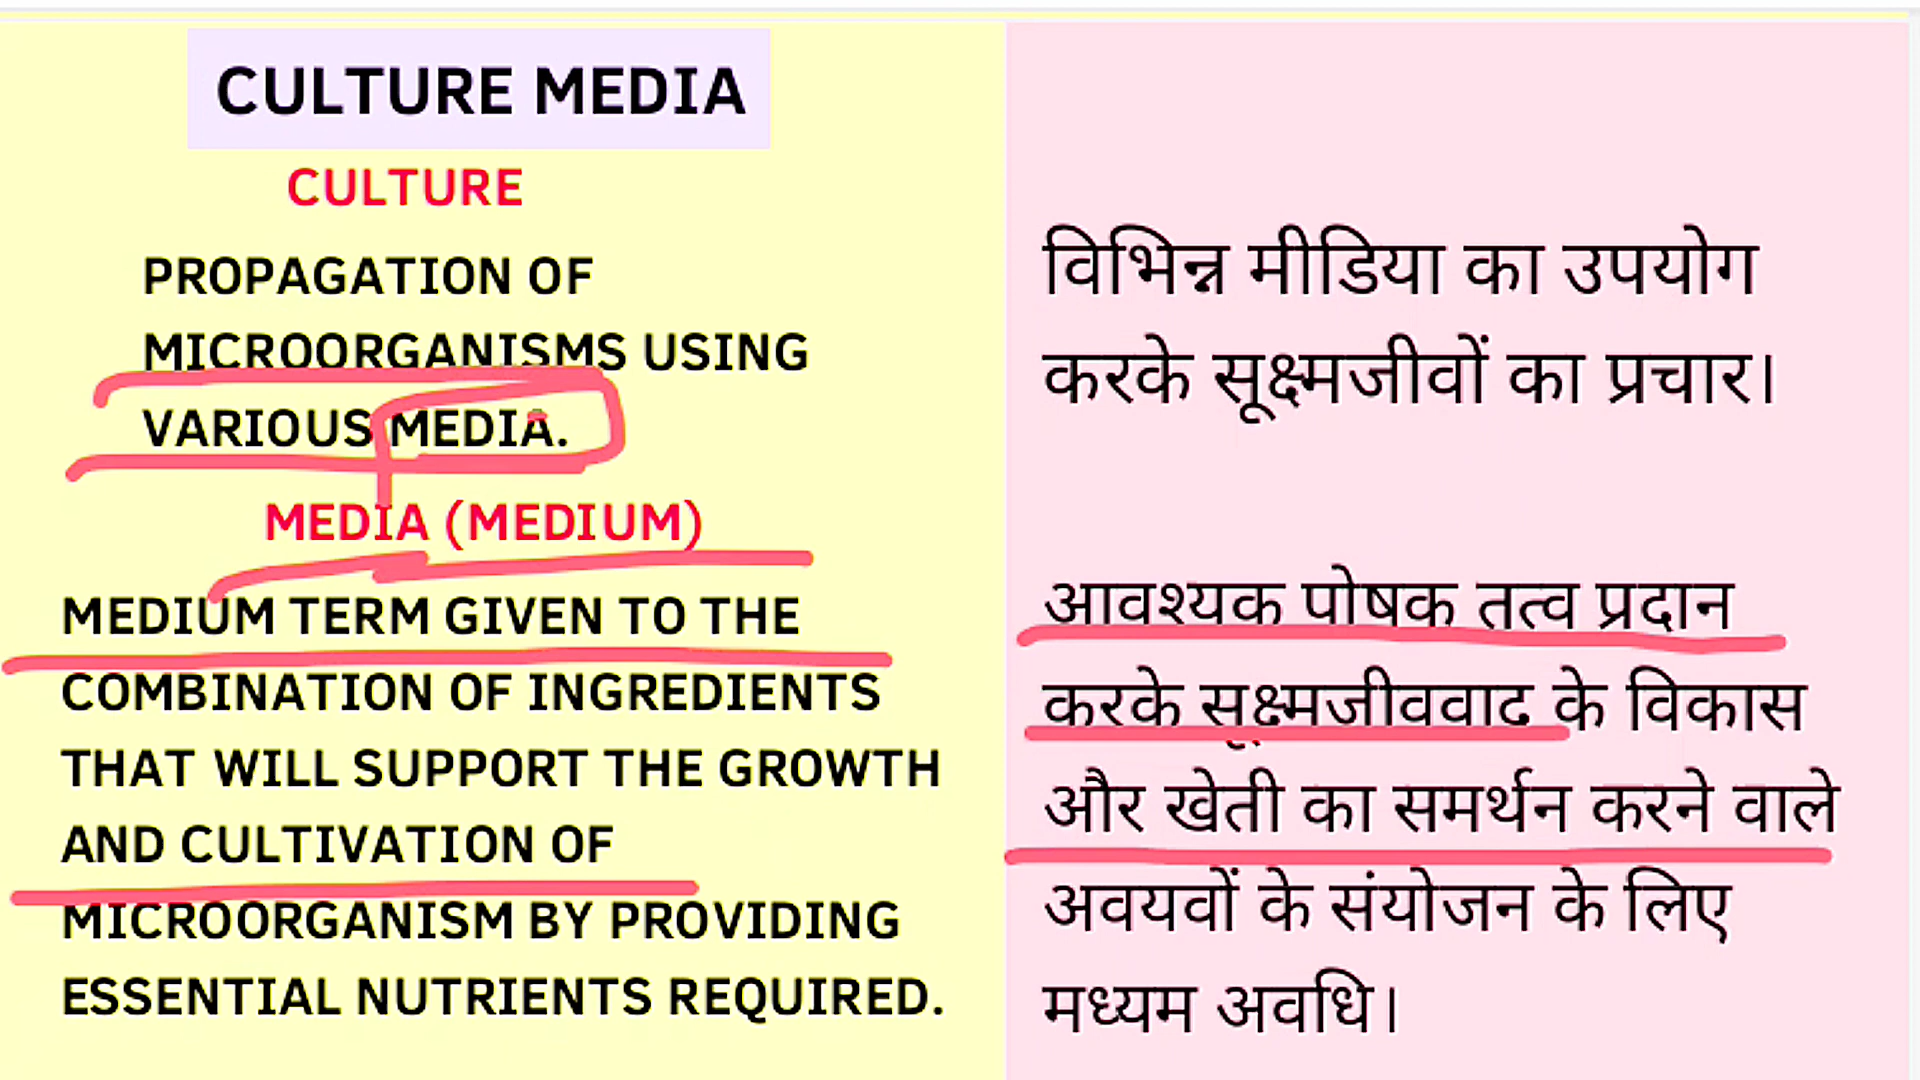 CULTURE MEDIA
CULTURE
PROPAGATION OF
MICROORGANISMS USING
VARIOUS MEDIA.
MEDIA (MEDIUM)
MEDIUM TERM GIVEN TO THE
COMBINATION OF INGREDIENTS
THAT WILL SUPPORT THE GROWTH
AND CULTIVATION OF
MICROORGANISM BY PROVIDING
ESSENTIAL NUTRIENTS REQUIRED.
विभिन्न मीडिया का उपयोग
करके सूक्ष्मजीवों का प्रचार।
आवश्यक पोषक तत्व प्रदान
करके सूक्ष्मजीववाद के विकास
और खेती का समर्थन करने वाले
अवयवों के संयोजन के लिए
मध्यम अवधि।